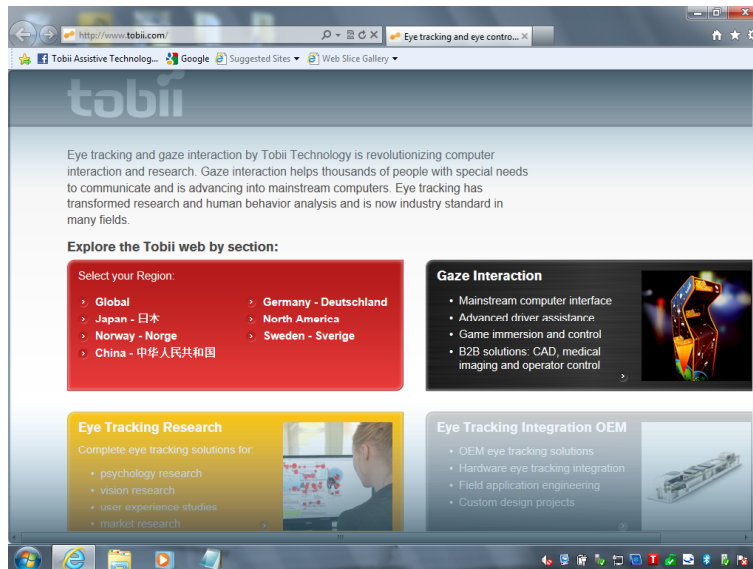 http://www.tobii.com/
Eye tracking and eye contro...
Tobii Assistive Technolog...
Google
Suggested Sites
Web Slice Gallery
tobii
Eye tracking and gaze interaction by Tobii Technology is revolutionizing computer
interaction and research. Gaze interaction helps thousands of people with special needs
to communicate and is advancing into mainstream computers. Eye tracking has
transformed research and human behavior analysis and is now industry standard in
many fields.
Explore the Tobii web by section:
Select your Region:
Global
Japan - 日本
Norway - Norge
China - 中华人民共和国
Germany - Deutschland
North America
Sweden - Sverige
Gaze Interaction
• Mainstream computer interface
• Advanced driver assistance
• Game immersion and control
• B2B solutions: CAD, medical
imaging and operator control
Eye Tracking Research
Complete eye tracking solutions for:
• psychology research
• vision research
• user experience studies
• market research
Eye Tracking Integration OEM
• OEM eye tracking solutions
• Hardware eye tracking integration
• Field application engineering
• Custom design projects